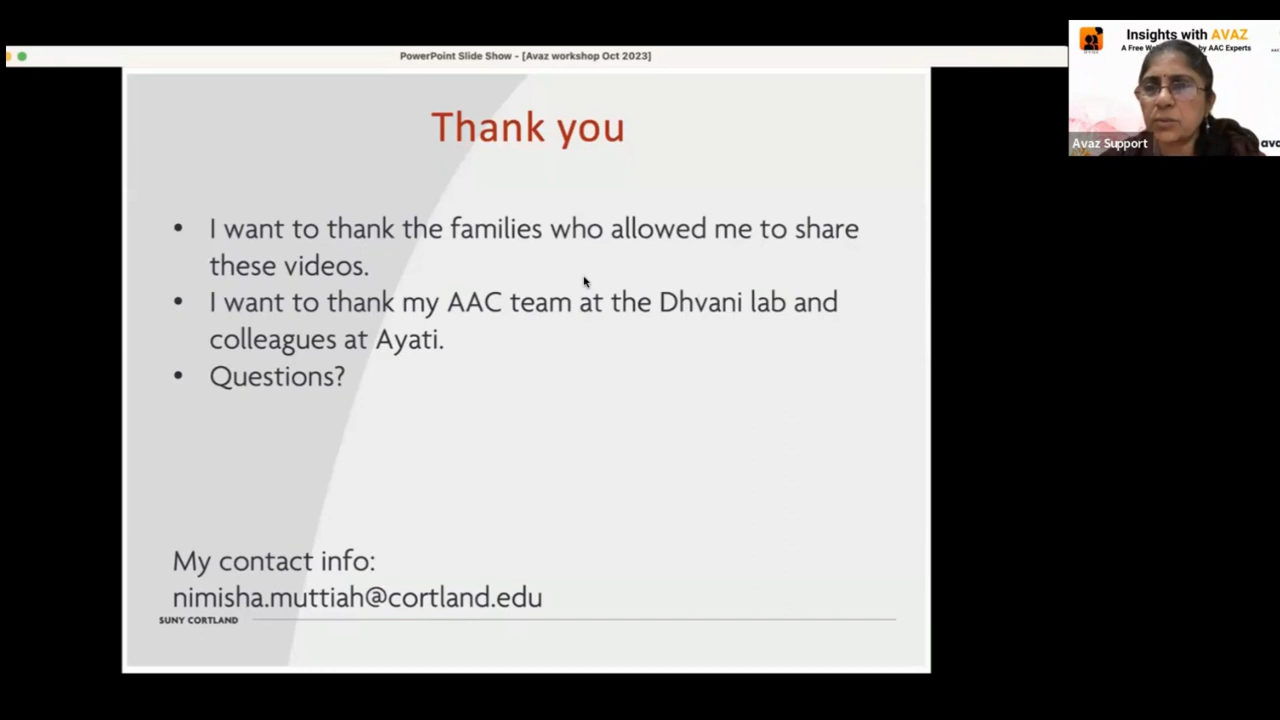 PowerPoint Slide Show - [Avaz workshop Oct 2023]
Thank you
• I want to thank the families who allowed me to share
these videos.
• I want to thank my AAC team at the Dhvani lab and
colleagues at Ayati.
• Questions?
My contact info:
nimisha.muttiah@cortland.edu
SUNY CORTLAND
Insights with AVAZ
by AAC Experts
Avaz Support